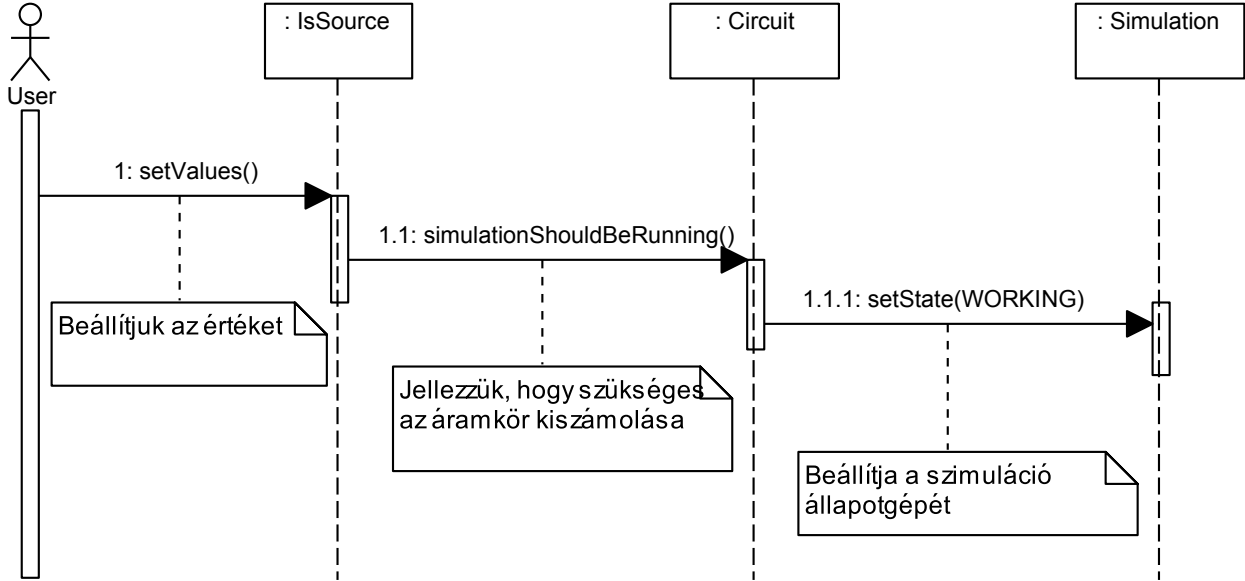 : IsSource
: Circuit
: Simulation
User
1: setValues()
1.1: simulationShouldBeRunning()
1.1.1: setState(WORKING)
Beállítjuk az értéket
Jellezzük, hogy szükséges
az áramkör kiszámolása
Beállítja a szimuláció
állapotgépét